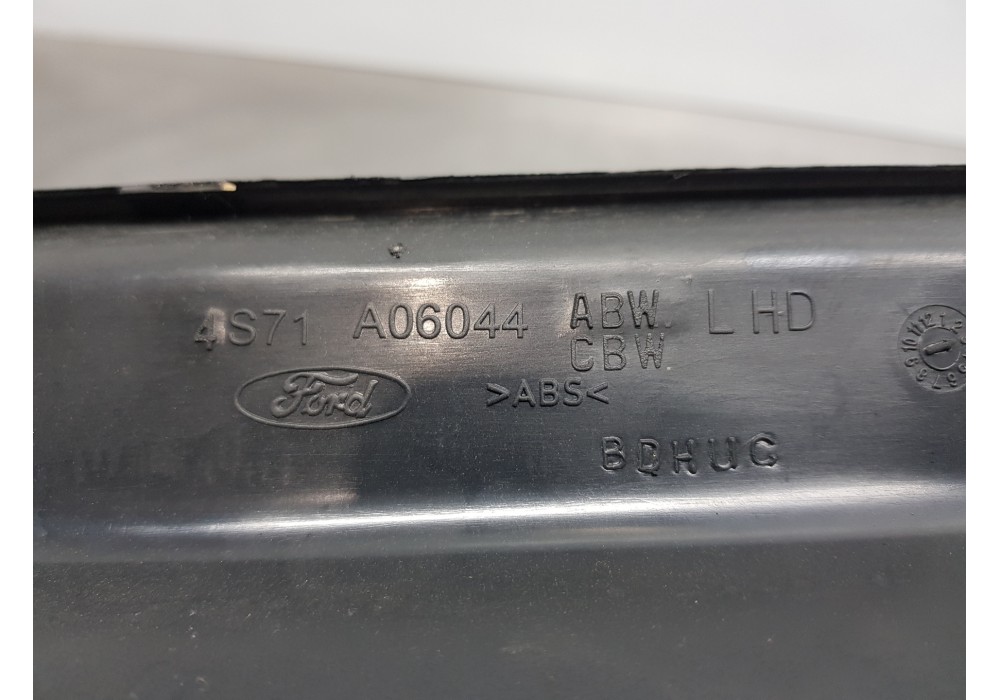 4S71 A06044 ABW. LHD
CBW
Ford
>ABS<
BDHUC